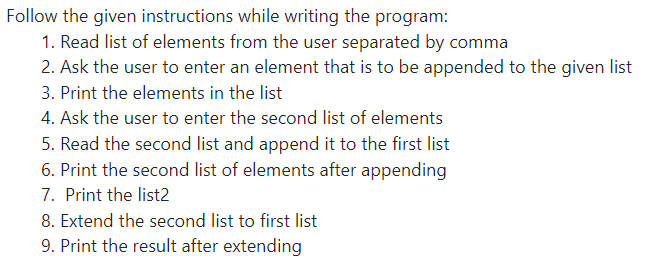 Follow the given instructions while writing the program:
1. Read list of elements from the user separated by comma
2. Ask the user to enter an element that is to be appended to the given list
3. Print the elements in the list
4. Ask the user to enter the second list of elements
5. Read the second list and append it to the first list
6. Print the second list of elements after appending
7. Print the list2
8. Extend the second list to first list
9. Print the result after extending